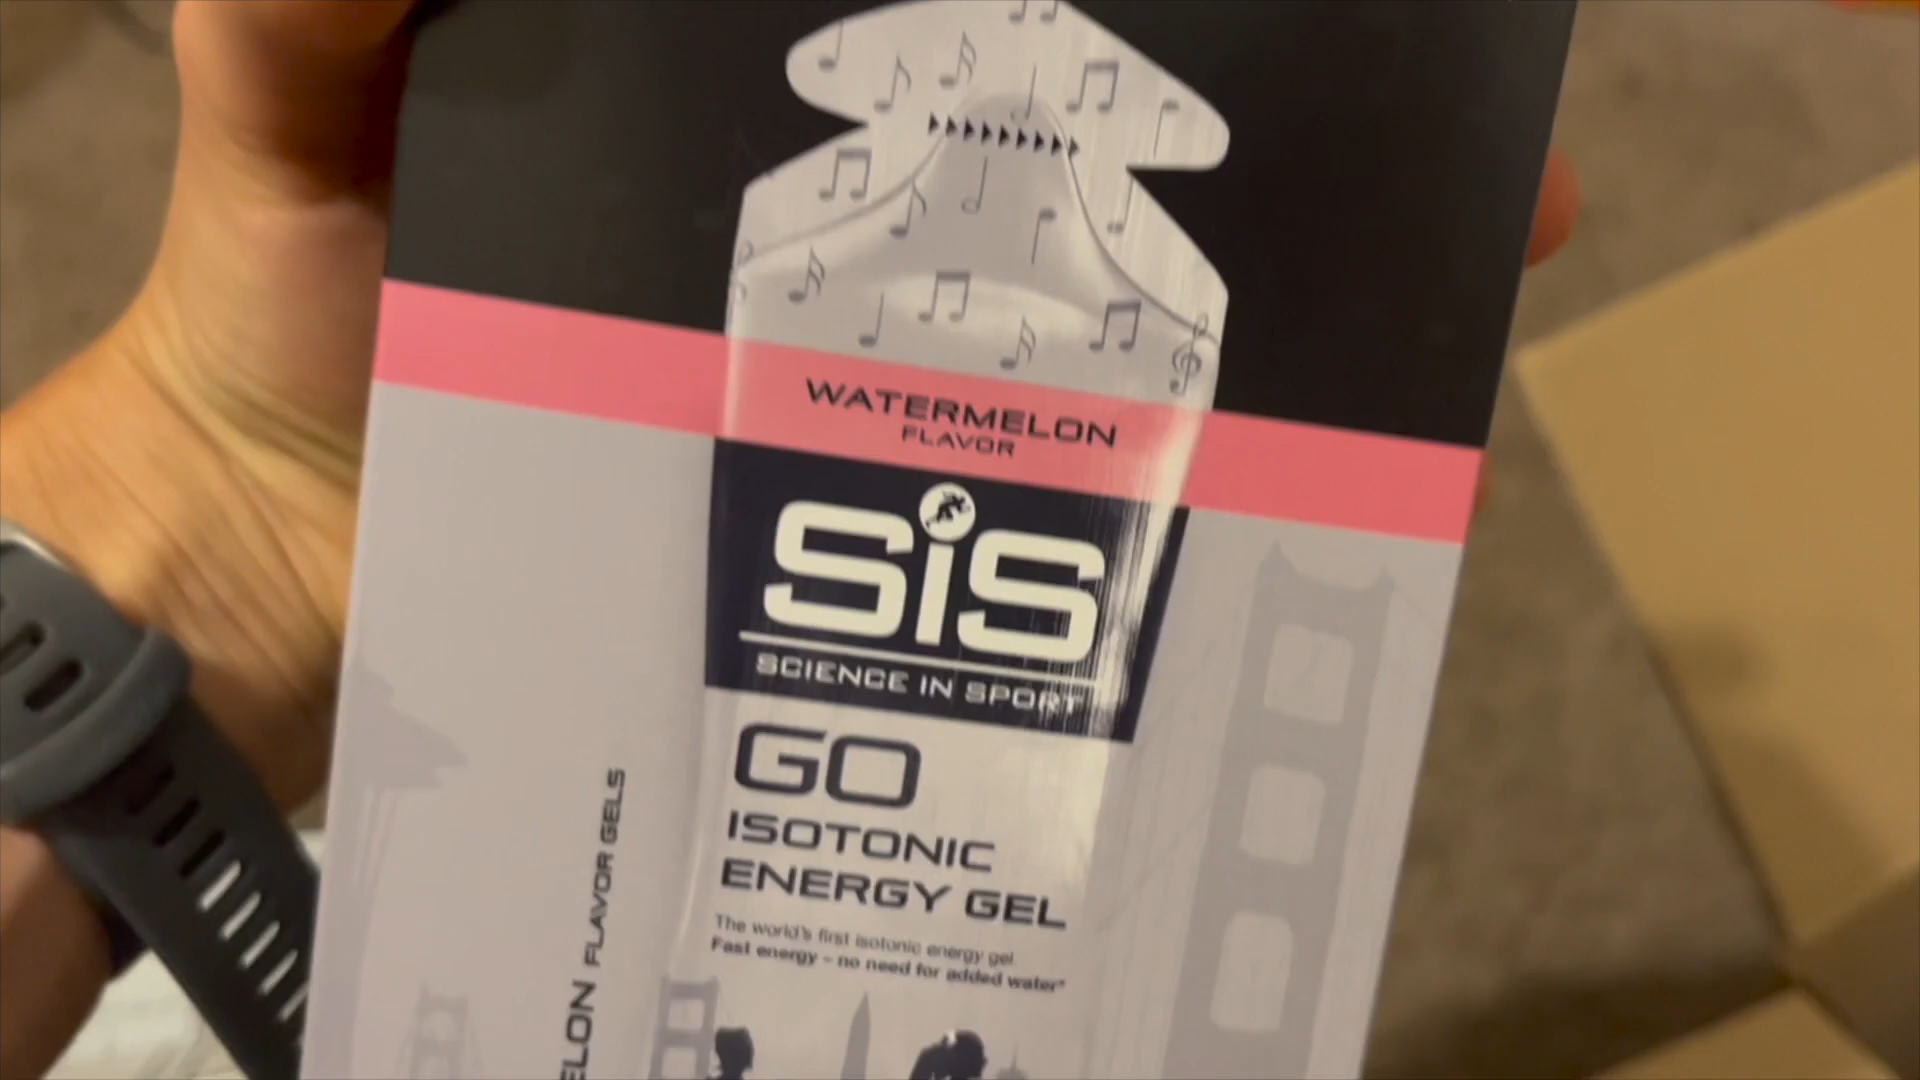 WATERMELON
FLAVOR
SiS
SCIENCE IN SPORT
GO
ISOTONIC
ENERGY GEL
The world's first isotonic energy gel
Fast energy – no need for added water*
ELON FLAVOR GELS